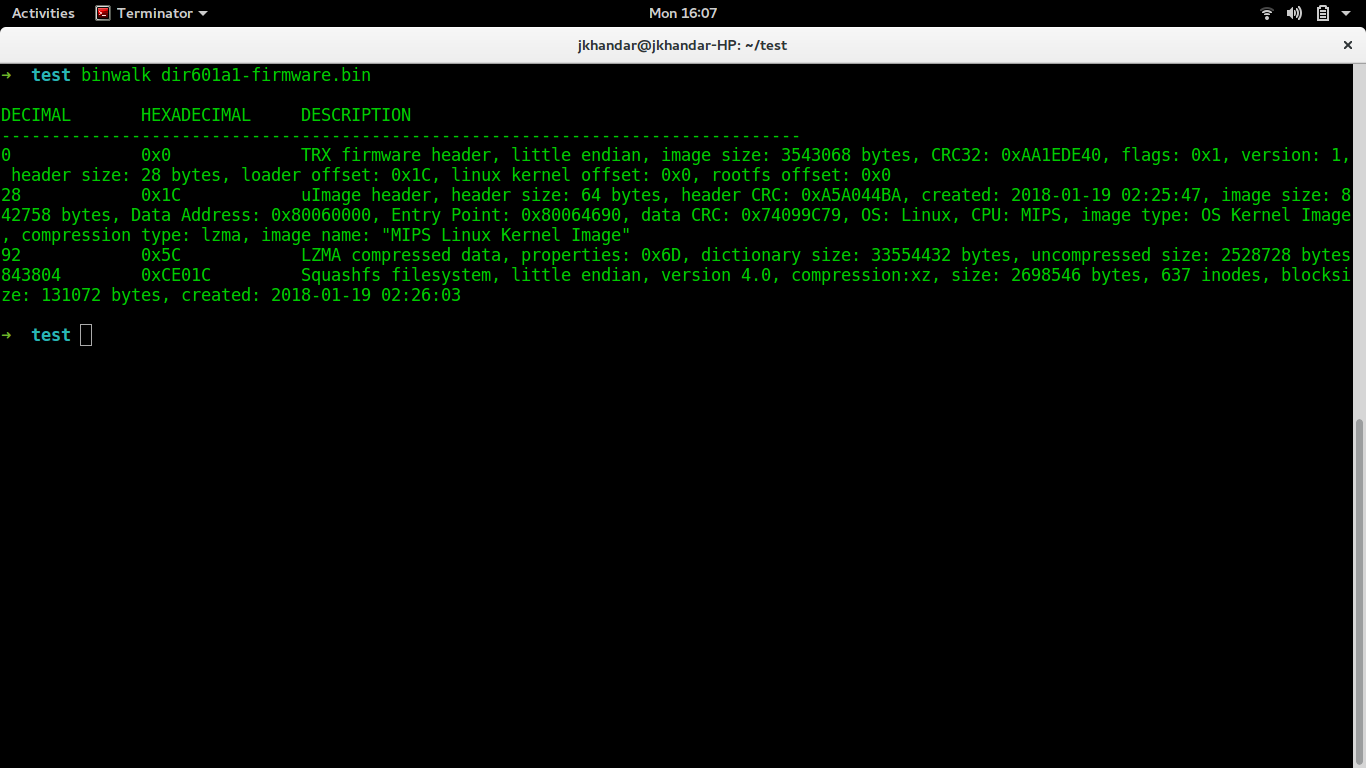 Activities Terminator Mon 16:07
jkhandar@jkhandar-HP: ~/test ×
➜ test binwalk dir601a1-firmware.bin
DECIMAL HEXADECIMAL DESCRIPTION
--------------------------------------------------------------------------------
0 0x0 TRX firmware header, little endian, image size: 3543068 bytes, CRC32: 0xAA1EDE40, flags: 0x1, version: 1,
header size: 28 bytes, loader offset: 0x1C, linux kernel offset: 0x0, rootfs offset: 0x0
28 0x1C uImage header, header size: 64 bytes, header CRC: 0xA5A044BA, created: 2018-01-19 02:25:47, image size: 8
42758 bytes, Data Address: 0x80060000, Entry Point: 0x80064690, data CRC: 0x74099C79, OS: Linux, CPU: MIPS, image type: OS Kernel Image
, compression type: lzma, image name: "MIPS Linux Kernel Image"
92 0x5C LZMA compressed data, properties: 0x6D, dictionary size: 33554432 bytes, uncompressed size: 2528728 bytes
843804 0xCE01C Squashfs filesystem, little endian, version 4.0, compression:xz, size: 2698546 bytes, 637 inodes, blocksi
ze: 131072 bytes, created: 2018-01-19 02:26:03
➜ test